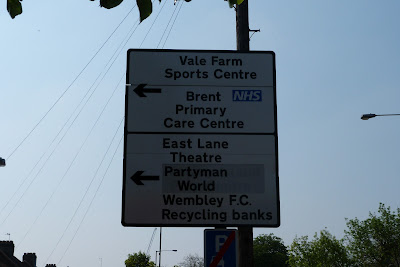 Vale Farm
Sports Centre
Brent NHS
Primary
Care Centre
East Lane
Theatre
Partyman
World
Wembley F.C.
Recycling banks
P